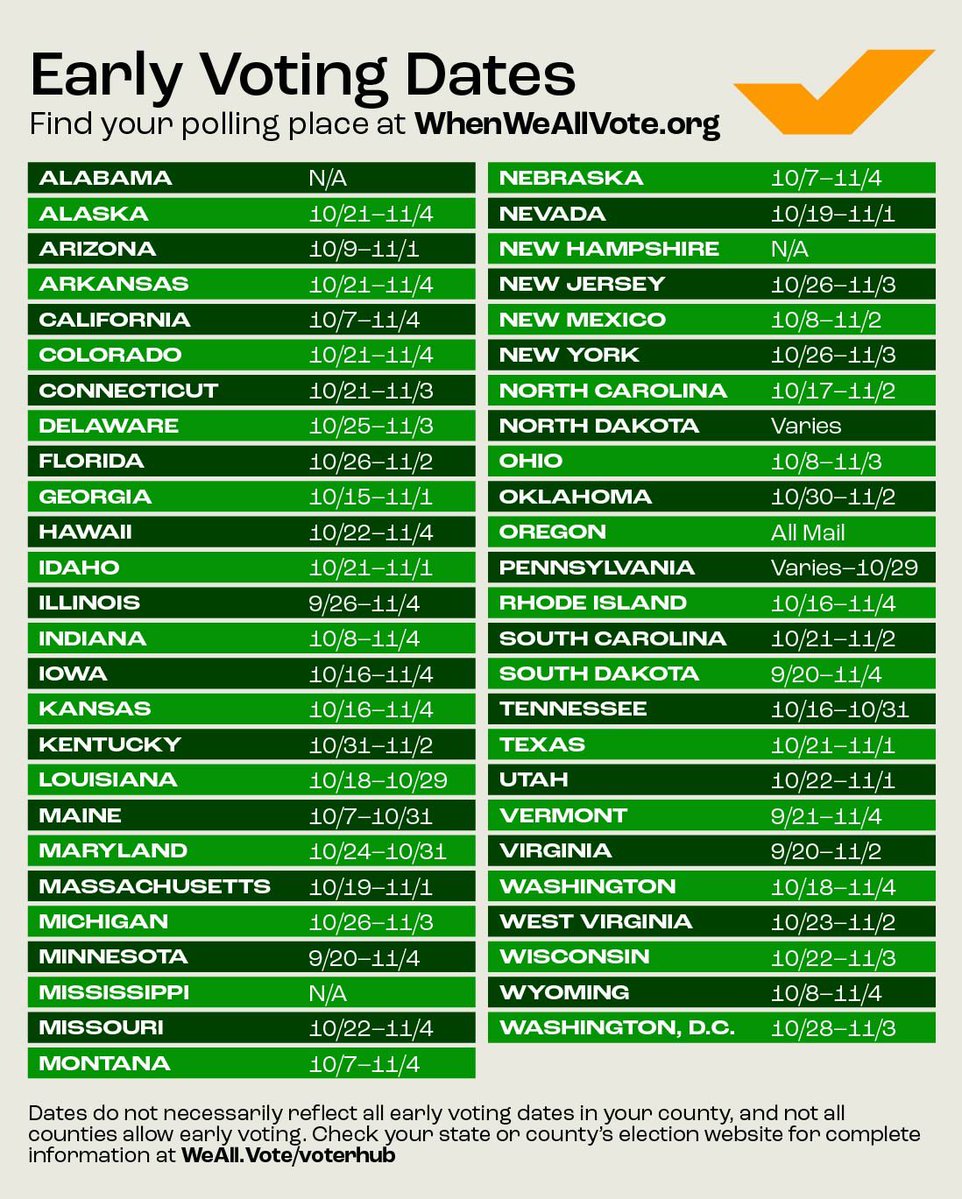 Early Voting Dates
Find your polling place at WhenWeAllVote.org
ALABAMA N/A
ALASKA 10/21–11/4
ARIZONA 10/9–11/1
ARKANSAS 10/21–11/4
CALIFORNIA 10/7–11/4
COLORADO 10/21–11/4
CONNECTICUT 10/21–11/3
DELAWARE 10/25–11/3
FLORIDA 10/26–11/2
GEORGIA 10/15–11/1
HAWAII 10/22–11/4
IDAHO 10/21–11/1
ILLINOIS 9/26–11/4
INDIANA 10/8–11/4
IOWA 10/16–11/4
KANSAS 10/16–11/4
KENTUCKY 10/31–11/2
LOUISIANA 10/18–10/29
MAINE 10/7–10/31
MARYLAND 10/24–10/31
MASSACHUSETTS 10/19–11/1
MICHIGAN 10/26–11/3
MINNESOTA 9/20–11/4
MISSISSIPPI N/A
MISSOURI 10/22–11/4
MONTANA 10/7–11/4
NEBRASKA 10/7–11/4
NEVADA 10/19–11/1
NEW HAMPSHIRE N/A
NEW JERSEY 10/26–11/3
NEW MEXICO 10/8–11/2
NEW YORK 10/26–11/3
NORTH CAROLINA 10/17–11/2
NORTH DAKOTA Varies
OHIO 10/8–11/3
OKLAHOMA 10/30–11/2
OREGON All Mail
PENNSYLVANIA Varies–10/29
RHODE ISLAND 10/16–11/4
SOUTH CAROLINA 10/21–11/2
SOUTH DAKOTA 9/20–11/4
TENNESSEE 10/16–10/31
TEXAS 10/21–11/1
UTAH 10/22–11/1
VERMONT 9/21–11/4
VIRGINIA 9/20–11/2
WASHINGTON 10/18–11/4
WEST VIRGINIA 10/23–11/2
WISCONSIN 10/22–11/3
WYOMING 10/8–11/4
WASHINGTON, D.C. 10/28–11/3
Dates do not necessarily reflect all early voting dates in your county, and not all
counties allow early voting. Check your state or county's election website for complete
information at WeAll.Vote/voterhub